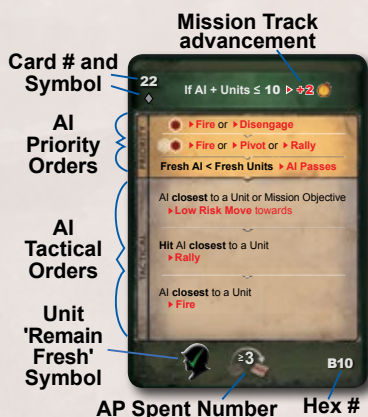 Mission Track
advancement
Card # and
Symbol
22
If AI + Units ≤ 10 ▶ +2
AI
Priority
Orders
PRIORITY
▶Fire or ▶Disengage
▶Fire or ▶Pivot or ▶Rally
Fresh AI < Fresh Units ▶AI Passes
AI
Tactical
Orders
TACTICAL
AI closest to a Unit or Mission Objective
▶Low Risk Move towards
Hit AI closest to a Unit
▶Rally
AI closest to a Unit
▶Fire
Unit
'Remain
Fresh'
Symbol
≥3
B10
AP Spent Number
Hex #